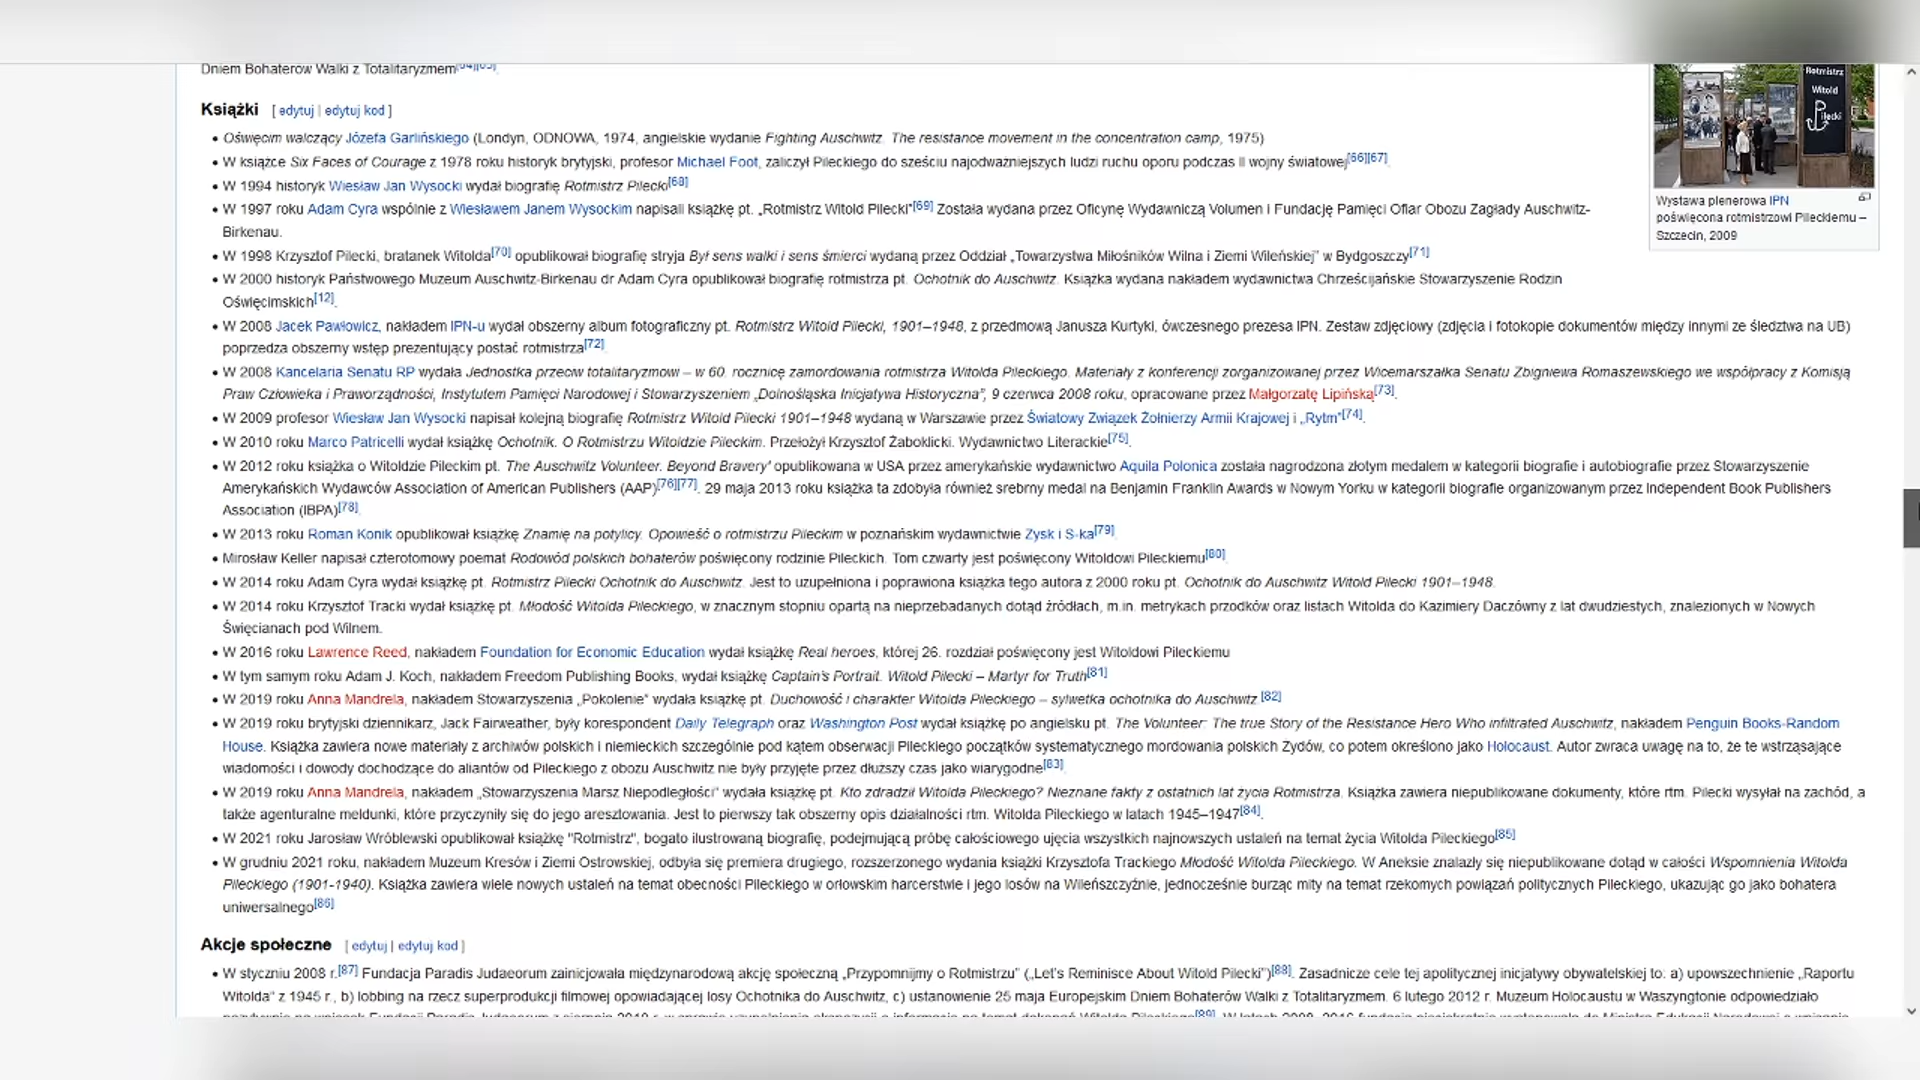 Dniem Bohaterów Walki z Totalitaryzmem[64][65].
Książki [ edytuj | edytuj kod ]
• Oświęcim walczący Józefa Garlińskiego (Londyn, ODNOWA, 1974, angielskie wydanie Fighting Auschwitz. The resistance movement in the concentration camp, 1975)
• W książce Six Faces of Courage z 1978 roku historyk brytyjski, profesor Michael Foot, zaliczył Pileckiego do sześciu najodważniejszych ludzi ruchu oporu podczas II wojny światowej[66][67].
• W 1994 historyk Wiesław Jan Wysocki wydał biografię Rotmistrz Pilecki[68]
• W 1997 roku Adam Cyra wspólnie z Wiesławem Janem Wysockim napisali książkę pt. „Rotmistrz Witold Pilecki"[69] Została wydana przez Oficynę Wydawniczą Volumen i Fundację Pamięci Ofiar Obozu Zagłady Auschwitz-
Birkenau.
• W 1998 Krzysztof Pilecki, bratanek Witolda[70] opublikował biografię stryja Był sens walki i sens śmierci wydaną przez Oddział „Towarzystwa Miłośników Wilna i Ziemi Wileńskiej" w Bydgoszczy[71]
• W 2000 historyk Państwowego Muzeum Auschwitz-Birkenau dr Adam Cyra opublikował biografię rotmistrza pt. Ochotnik do Auschwitz. Książka wydana nakładem wydawnictwa Chrześcijańskie Stowarzyszenie Rodzin
Oświęcimskich[12].
• W 2008 Jacek Pawłowicz, nakładem IPN-u wydał obszerny album fotograficzny pt. Rotmistrz Witold Pilecki, 1901–1948, z przedmową Janusza Kurtyki, ówczesnego prezesa IPN. Zestaw zdjęciowy (zdjęcia i fotokopie dokumentów między innymi ze śledztwa na UB)
poprzedza obszerny wstęp prezentujący postać rotmistrza[72].
• W 2008 Kancelaria Senatu RP wydała Jednostka przeciw totalitaryzmowi – w 60. rocznicę zamordowania rotmistrza Witolda Pileckiego. Materiały z konferencji zorganizowanej przez Wicemarszałka Senatu Zbigniewa Romaszewskiego we współpracy z Komisją
Praw Człowieka i Praworządności, Instytutem Pamięci Narodowej i Stowarzyszeniem „Dolnośląska Inicjatywa Historyczna", 9 czerwca 2008 roku, opracowane przez Małgorzatę Lipińską[73].
• W 2009 profesor Wiesław Jan Wysocki napisał kolejną biografię Rotmistrz Witold Pilecki 1901–1948 wydaną w Warszawie przez Światowy Związek Żołnierzy Armii Krajowej i „Rytm"[74].
• W 2010 roku Marco Patricelli wydał książkę Ochotnik. O Rotmistrzu Witoldzie Pileckim. Przełożył Krzysztof Żaboklicki. Wydawnictwo Literackie[75].
• W 2012 roku książka o Witoldzie Pileckim pt. The Auschwitz Volunteer. Beyond Bravery' opublikowana w USA przez amerykańskie wydawnictwo Aquila Polonica została nagrodzona złotym medalem w kategorii biografie i autobiografie przez Stowarzyszenie
Amerykańskich Wydawców Association of American Publishers (AAP)[76][77]. 29 maja 2013 roku książka ta zdobyła również srebrny medal na Benjamin Franklin Awards w Nowym Yorku w kategorii biografie organizowanym przez Independent Book Publishers
Association (IBPA)[78].
• W 2013 roku Roman Konik opublikował książkę Znamię na potylicy. Opowieść o rotmistrzu Pileckim w poznańskim wydawnictwie Zysk i S-ka[79]
• Mirosław Keller napisał czterotomowy poemat Rodowód polskich bohaterów poświęcony rodzinie Pileckich. Tom czwarty jest poświęcony Witoldowi Pileckiemu[80].
• W 2014 roku Adam Cyra wydał książkę pt. Rotmistrz Pilecki Ochotnik do Auschwitz. Jest to uzupełniona i poprawiona książka tego autora z 2000 roku pt. Ochotnik do Auschwitz Witold Pilecki 1901–1948.
• W 2014 roku Krzysztof Tracki wydał książkę pt. Młodość Witolda Pileckiego, w znacznym stopniu opartą na nieprzebadanych dotąd źródłach, m.in. metrykach przodków oraz listach Witolda do Kazimiery Daczówny z lat dwudziestych, znalezionych w Nowych
Święcianach pod Wilnem.
• W 2016 roku Lawrence Reed, nakładem Foundation for Economic Education wydał książkę Real heroes, której 26. rozdział poświęcony jest Witoldowi Pileckiemu
• W tym samym roku Adam J. Koch, nakładem Freedom Publishing Books, wydał książkę Captain's Portrait. Witold Pilecki – Martyr for Truth[81]
• W 2019 roku Anna Mandrela, nakładem Stowarzyszenia „Pokolenie" wydała książkę pt. Duchowość i charakter Witolda Pileckiego – sylwetka ochotnika do Auschwitz.[82]
• W 2019 roku brytyjski dziennikarz, Jack Fairweather, były korespondent Daily Telegraph oraz Washington Post wydał książkę po angielsku pt. The Volunteer: The true Story of the Resistance Hero Who infiltrated Auschwitz, nakładem Penguin Books-Random
House. Książka zawiera nowe materiały z archiwów polskich i niemieckich szczególnie pod kątem obserwacji Pileckiego początków systematycznego mordowania polskich Żydów, co potem określono jako Holocaust. Autor zwraca uwagę na to, że te wstrząsające
wiadomości i dowody dochodzące do aliantów od Pileckiego z obozu Auschwitz nie były przyjęte przez dłuższy czas jako wiarygodne[83].
• W 2019 roku Anna Mandrela, nakładem „Stowarzyszenia Marsz Niepodległości" wydała książkę pt. Kto zdradził Witolda Pileckiego? Nieznane fakty z ostatnich lat życia Rotmistrza. Książka zawiera niepublikowane dokumenty, które rtm. Pilecki wysyłał na zachód, a
także agenturalne meldunki, które przyczyniły się do jego aresztowania. Jest to pierwszy tak obszerny opis działalności rtm. Witolda Pileckiego w latach 1945–1947[84].
• W 2021 roku Jarosław Wróblewski opublikował książkę "Rotmistrz", bogato ilustrowaną biografię, podejmującą próbę całościowego ujęcia wszystkich najnowszych ustaleń na temat życia Witolda Pileckiego[85]
• W grudniu 2021 roku, nakładem Muzeum Kresów i Ziemi Ostrowskiej, odbyła się premiera drugiego, rozszerzonego wydania książki Krzysztofa Trackiego Młodość Witolda Pileckiego. W Aneksie znalazły się niepublikowane dotąd w całości Wspomnienia Witolda
Pileckiego (1901-1940). Książka zawiera wiele nowych ustaleń na temat obecności Pileckiego w orłowskim harcerstwie i jego losów na Wileńszczyźnie, jednocześnie burząc mity na temat rzekomych powiązań politycznych Pileckiego, ukazując go jako bohatera
uniwersalnego[86]
Akcje społeczne [ edytuj | edytuj kod ]
• W styczniu 2008 r.[87] Fundacja Paradis Judaeorum zainicjowała międzynarodową akcję społeczną „Przypomnijmy o Rotmistrzu" („Let's Reminisce About Witold Pilecki")[88]. Zasadnicze cele tej apolitycznej inicjatywy obywatelskiej to: a) upowszechnienie „Raportu
Witolda" z 1945 r., b) lobbing na rzecz superprodukcji filmowej opowiadającej losy Ochotnika do Auschwitz, c) ustanowienie 25 maja Europejskim Dniem Bohaterów Walki z Totalitaryzmem. 6 lutego 2012 r. Muzeum Holocaustu w Waszyngtonie odpowiedziało
Rotmistrz
Witold
Pilecki
Wystawa plenerowa IPN
poświęcona rotmistrzowi Pileckiemu –
Szczecin, 2009